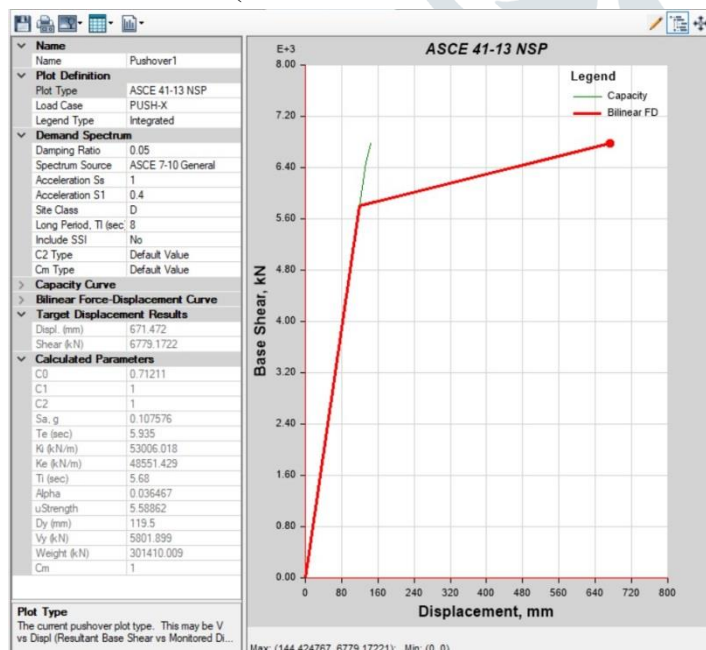 Name
Name Pushover1
Plot Definition
Plot Type ASCE 41-13 NSP
Load Case PUSH-X
Legend Type Integrated
Demand Spectrum
Damping Ratio 0.05
Spectrum Source ASCE 7-10 General
Acceleration Ss 1
Acceleration S1 0.4
Site Class D
Long Period, Tl (sec 8
Include SSI No
C2 Type Default Value
Cm Type Default Value
Capacity Curve
Bilinear Force-Displacement Curve
Target Displacement Results
Displ. (mm) 671.472
Shear (kN) 6779.1722
Calculated Parameters
C0 0.71211
C1 1
C2 1
Sa, g 0.107576
Te (sec) 5.935
Ki (kN/m) 53006.018
Ke (kN/m) 48551.429
Ti (sec) 5.68
Alpha 0.036467
uStrength 5.58862
Dy (mm) 119.5
Vy (kN) 5801.899
Weight (kN) 301410.009
Cm 1
Plot Type
The current pushover plot type. This may be V
vs Displ (Resultant Base Shear vs Monitored Di...
ASCE 41-13 NSP
E+3
8.00
7.20
6.40
5.60
4.80
4.00
3.20
2.40
1.60
0.80
0.00
Base Shear, kN
Legend
Capacity
Bilinear FD
0 80 160 240 320 400 480 560 640 720 800
Displacement, mm
Max: (144.424767, 6779.17221); Min: (0, 0)